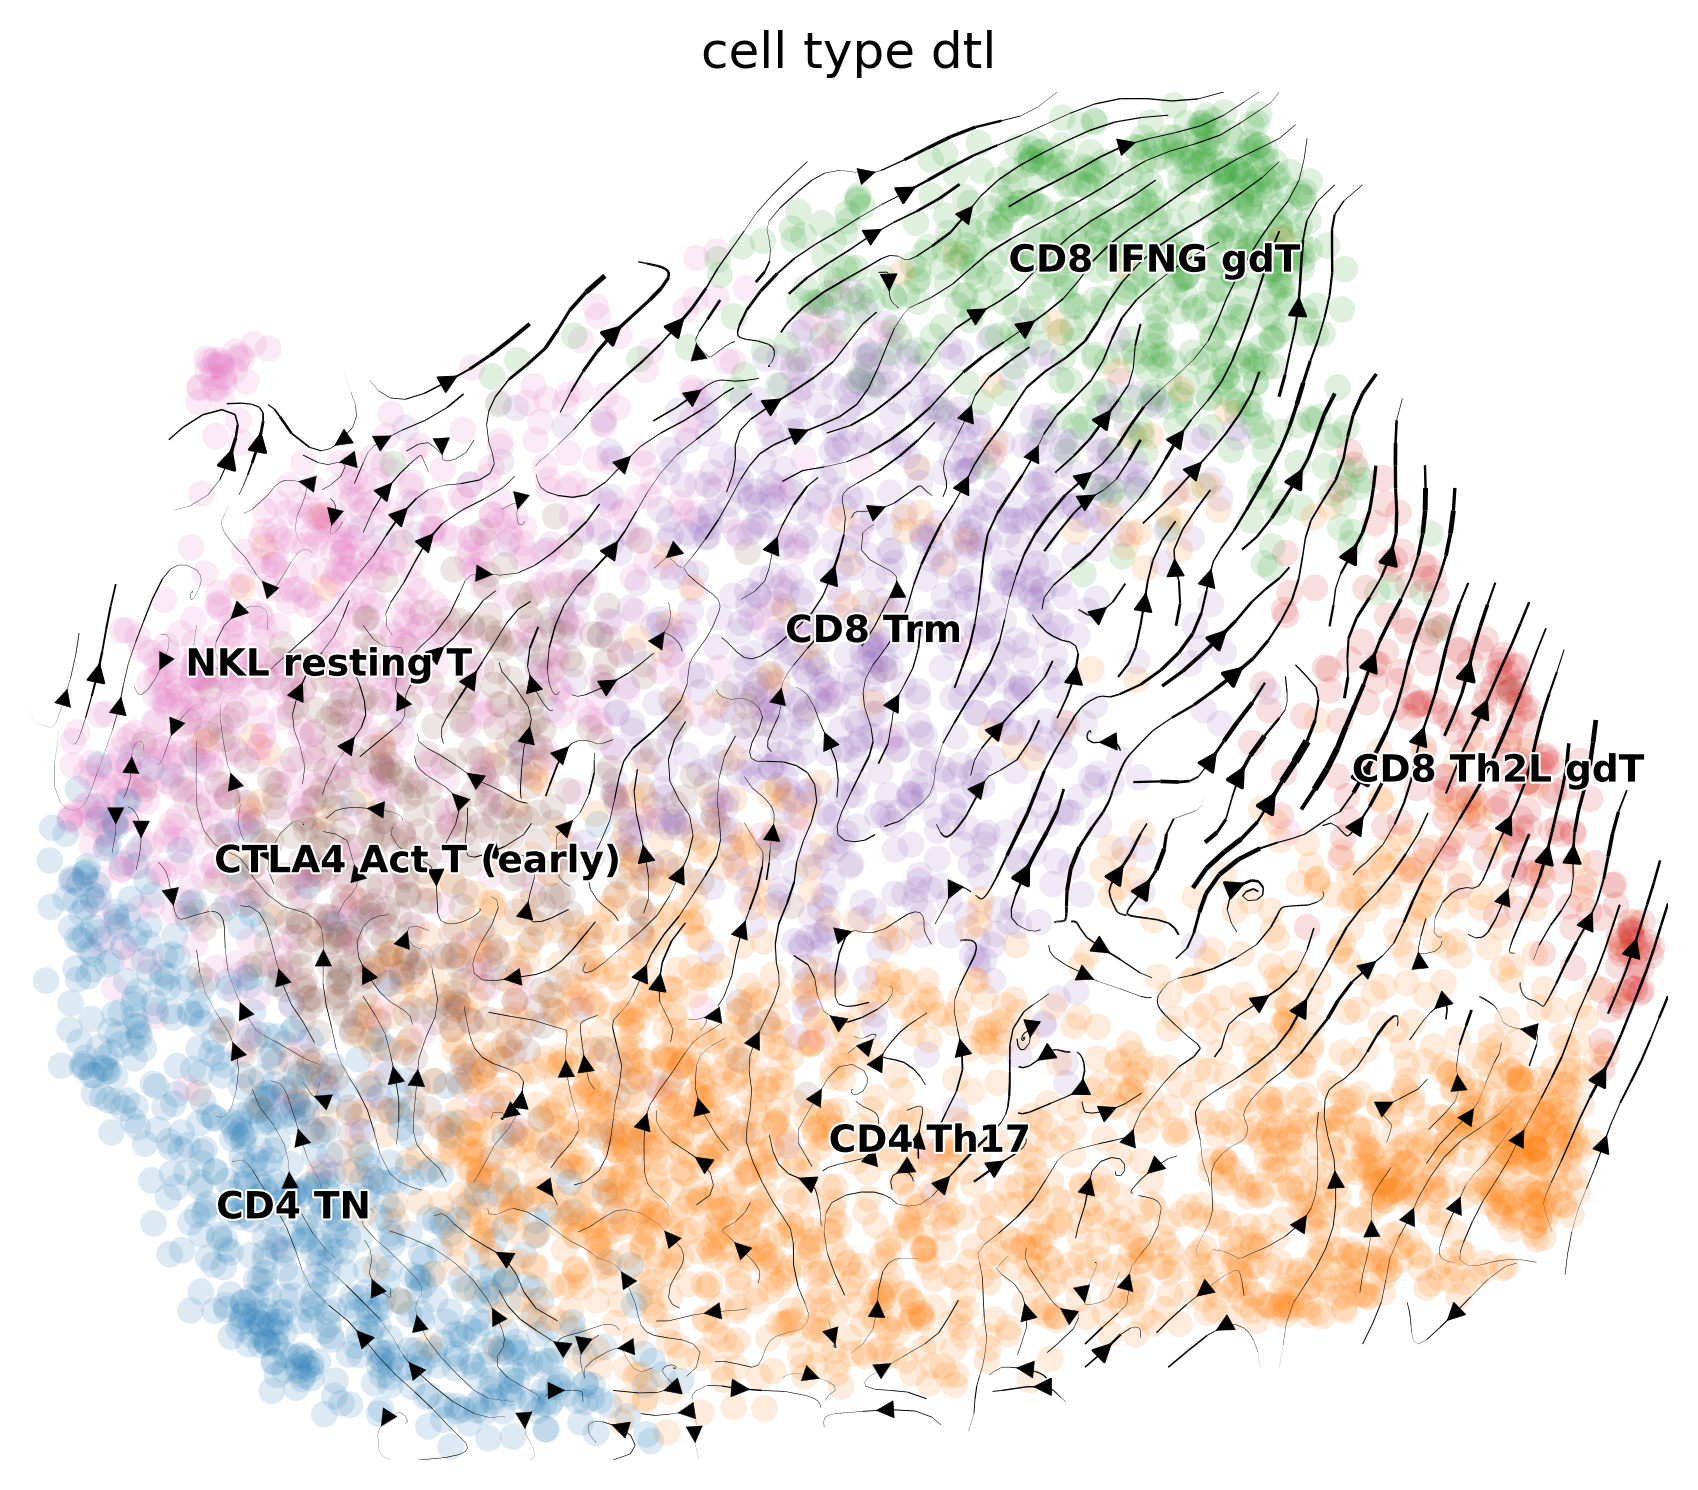 cell type dtl
CD8 IFNG gdT
CD8 Trm
NKL resting T
CD8 Th2L gdT
CTLA4 Act T (early)
CD4 Th17
CD4 TN